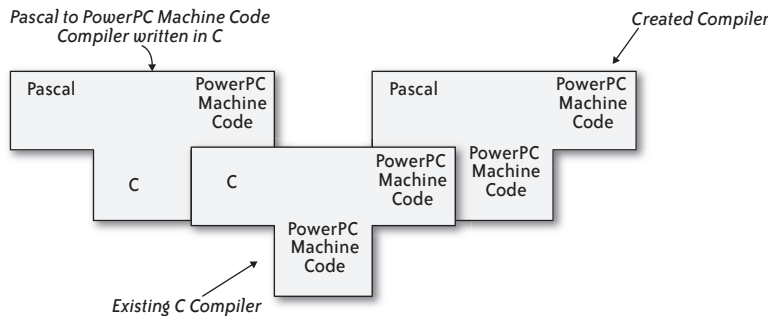 Pascal to PowerPC Machine Code
Compiler written in C
Created Compiler
Pascal
PowerPC
Machine
Code
Pascal
PowerPC
Machine
Code
C
C
PowerPC
Machine
Code
PowerPC
Machine
Code
PowerPC
Machine
Code
Existing C Compiler